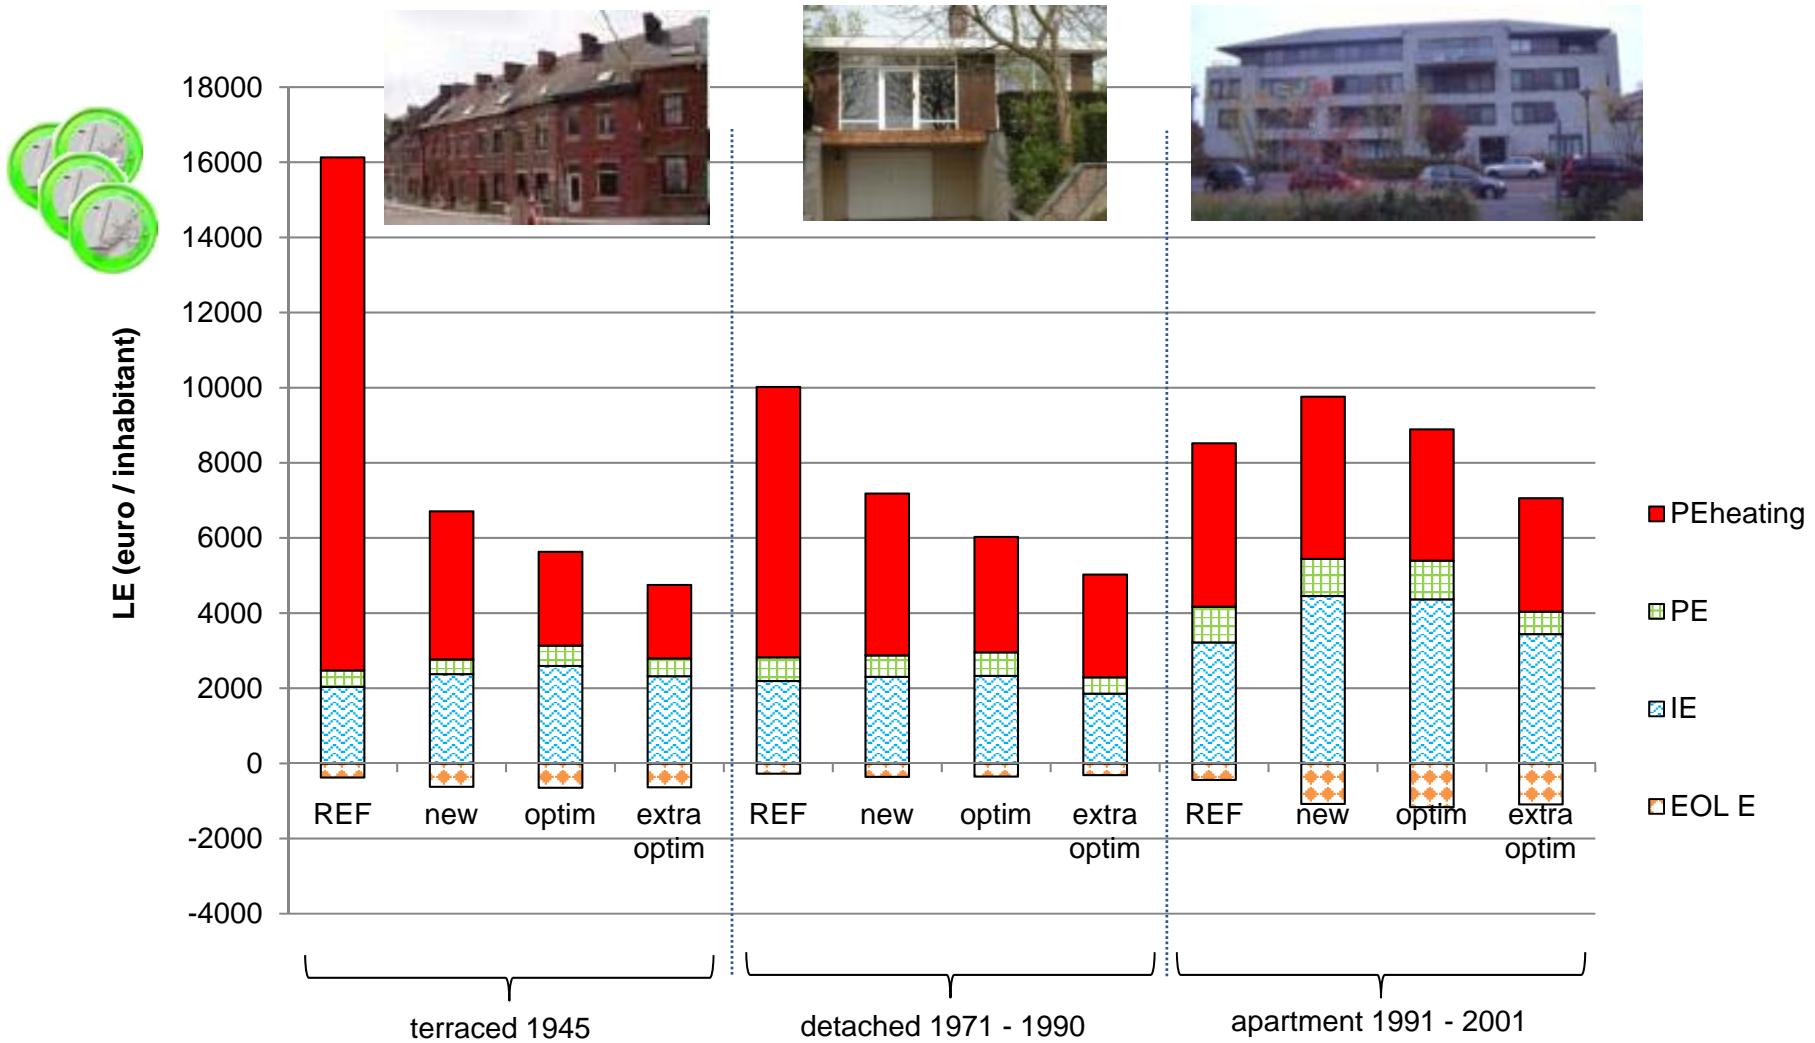 18000
16000
14000
12000
10000
8000
6000
4000
2000
0
-2000
-4000
LE (euro / inhabitant)
REF new optim extra optim
REF new optim extra optim
REF new optim extra optim
terraced 1945
detached 1971 - 1990
apartment 1991 - 2001
PEheating
PE
IE
EOL E